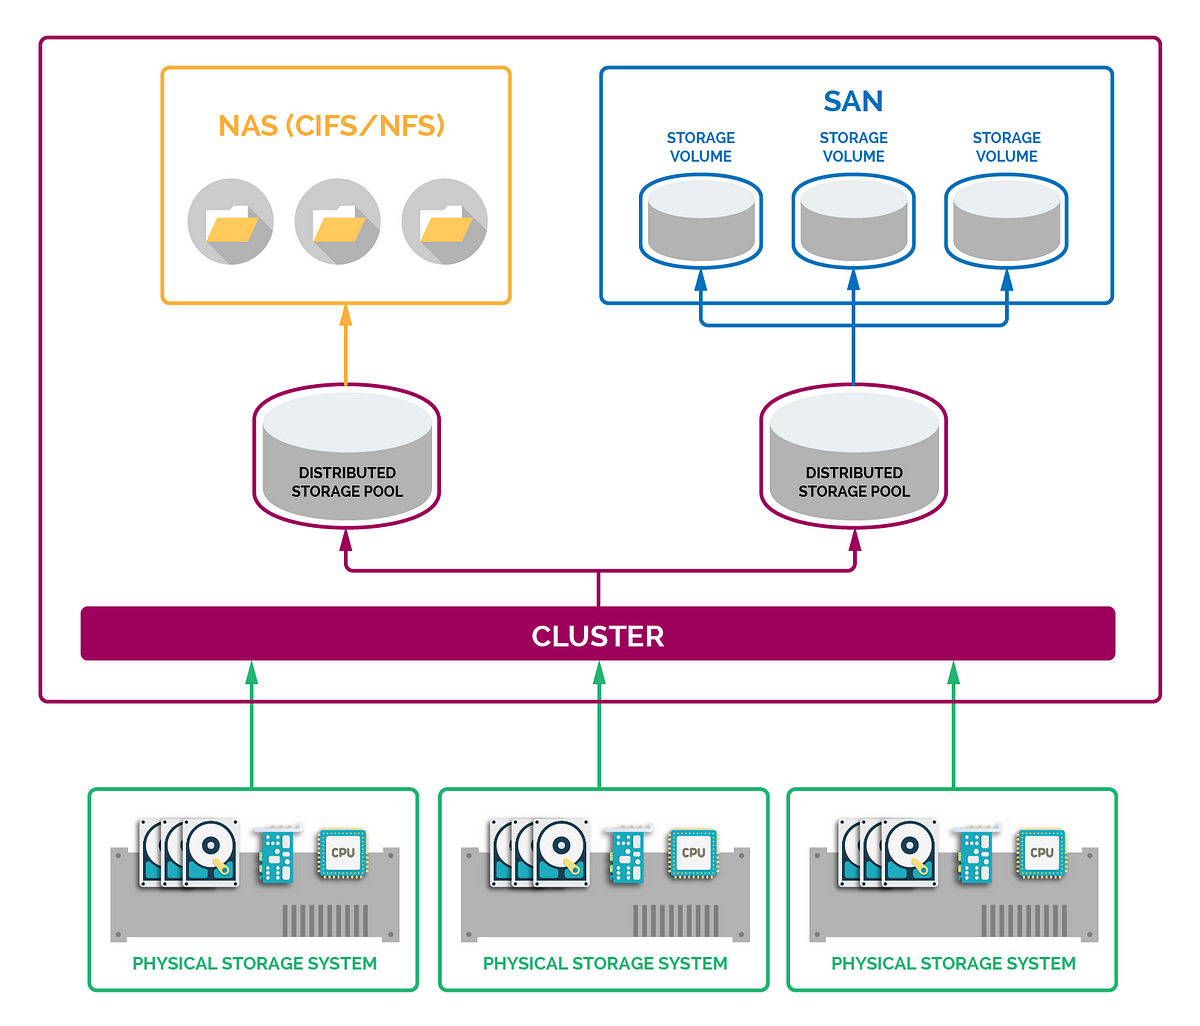 NAS (CIFS/NFS)
SAN
STORAGE
VOLUME
STORAGE
VOLUME
STORAGE
VOLUME
DISTRIBUTED
STORAGE POOL
DISTRIBUTED
STORAGE POOL
CLUSTER
CPU
CPU
CPU
PHYSICAL STORAGE SYSTEM
PHYSICAL STORAGE SYSTEM
PHYSICAL STORAGE SYSTEM